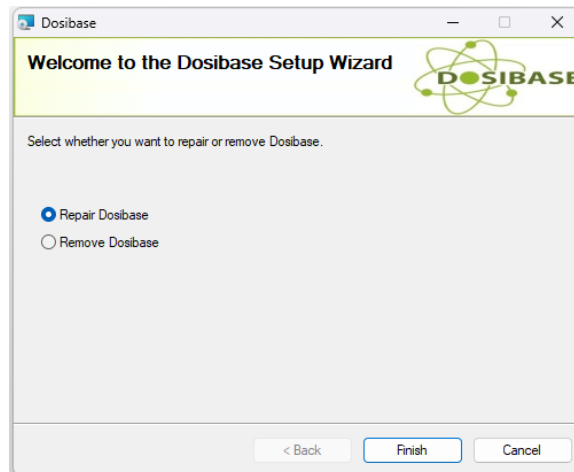 Dosibase
Welcome to the Dosibase Setup Wizard
DOSIBASE
Select whether you want to repair or remove Dosibase.
Repair Dosibase
Remove Dosibase
< Back
Finish
Cancel